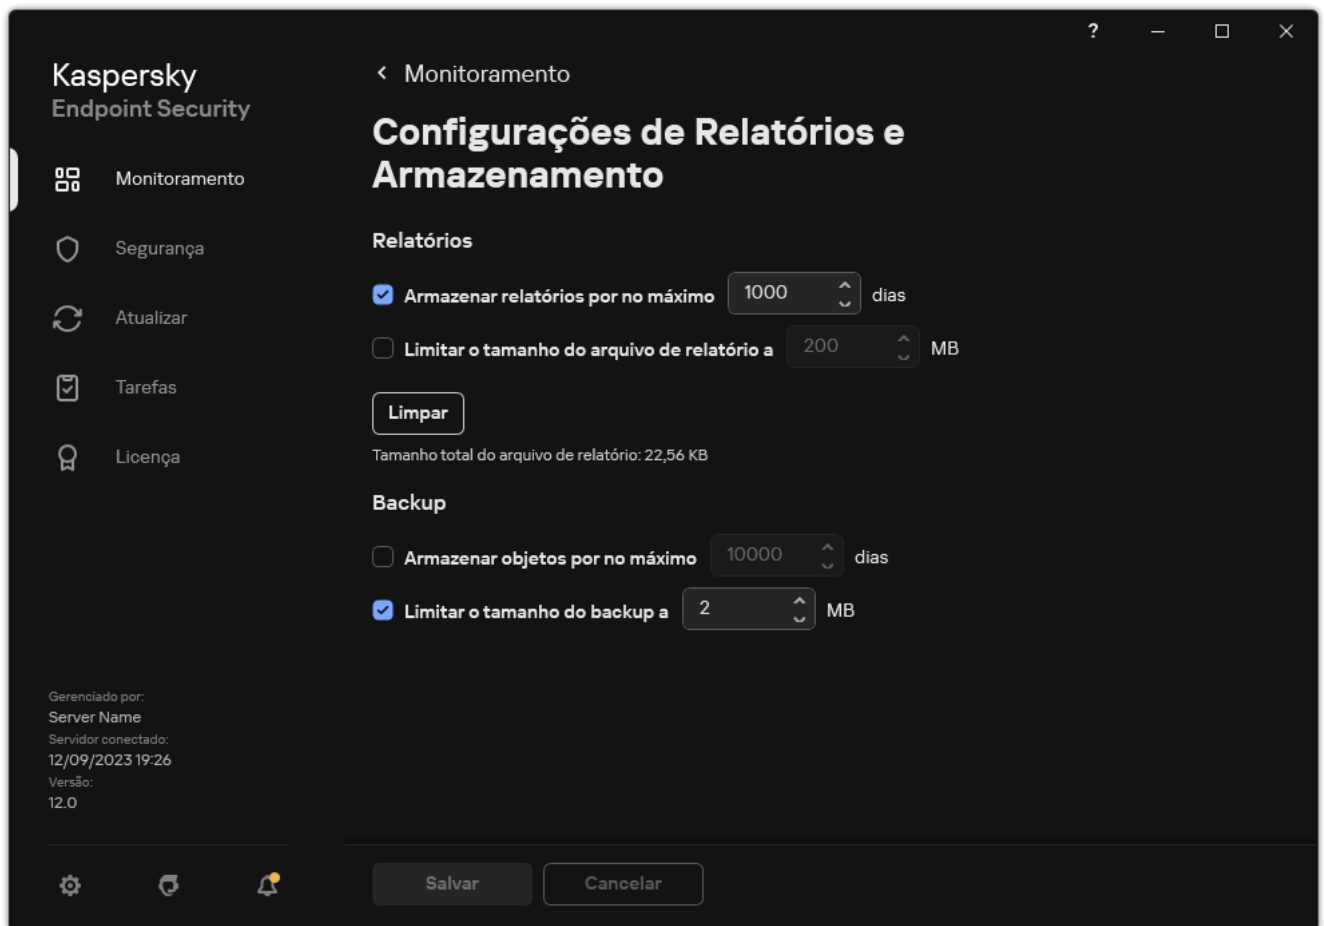 ?
Kaspersky
Endpoint Security
Monitoramento
Segurança
Atualizar
Tarefas
Licença
Gerenciado por:
Server Name
Servidor conectado:
12/09/2023 19:26
Versão:
12.0
Monitoramento
Configurações de Relatórios e
Armazenamento
Relatórios
Armazenar relatórios por no máximo 1000 dias
Limitar o tamanho do arquivo de relatório a 200 MB
Limpar
Tamanho total do arquivo de relatório: 22,56 KB
Backup
Armazenar objetos por no máximo 10000 dias
Limitar o tamanho do backup a 2 MB
Salvar Cancelar